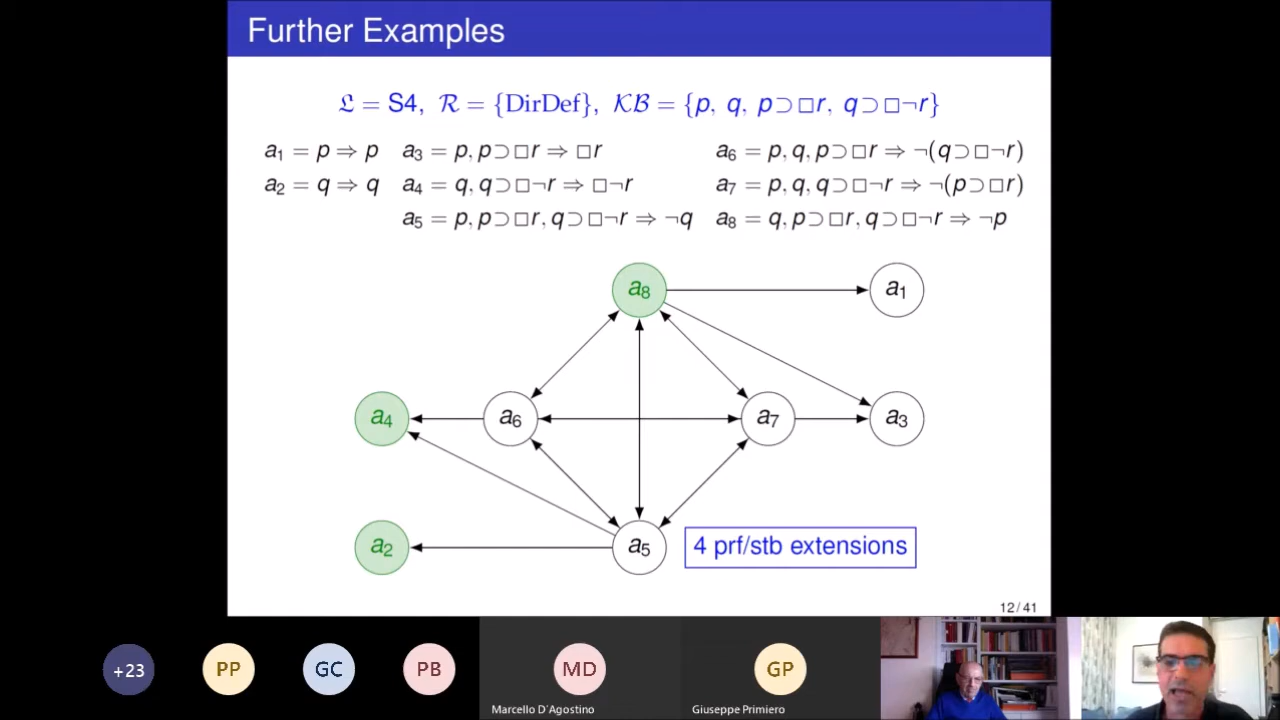 Further Examples
𝔏 = S4, ℛ = {DirDef}, 𝒦ℬ = {p, q, p⊃□r, q⊃□¬r}
a₁ = p ⇒ p a₃ = p, p⊃□r ⇒ □r a₆ = p, q, p⊃□r ⇒ ¬(q⊃□¬r)
a₂ = q ⇒ q a₄ = q, q⊃□¬r ⇒ □¬r a₇ = p, q, q⊃□¬r ⇒ ¬(p⊃□r)
a₅ = p, p⊃□r, q⊃□¬r ⇒ ¬q a₈ = q, p⊃□r, q⊃□¬r ⇒ ¬p
a₈ a₁
a₄ a₆ a₇ a₃
a₂ a₅ 4 prf/stb extensions
12/41
+23 PP GC PB MD GP
Marcello D'Agostino Giuseppe Primiero